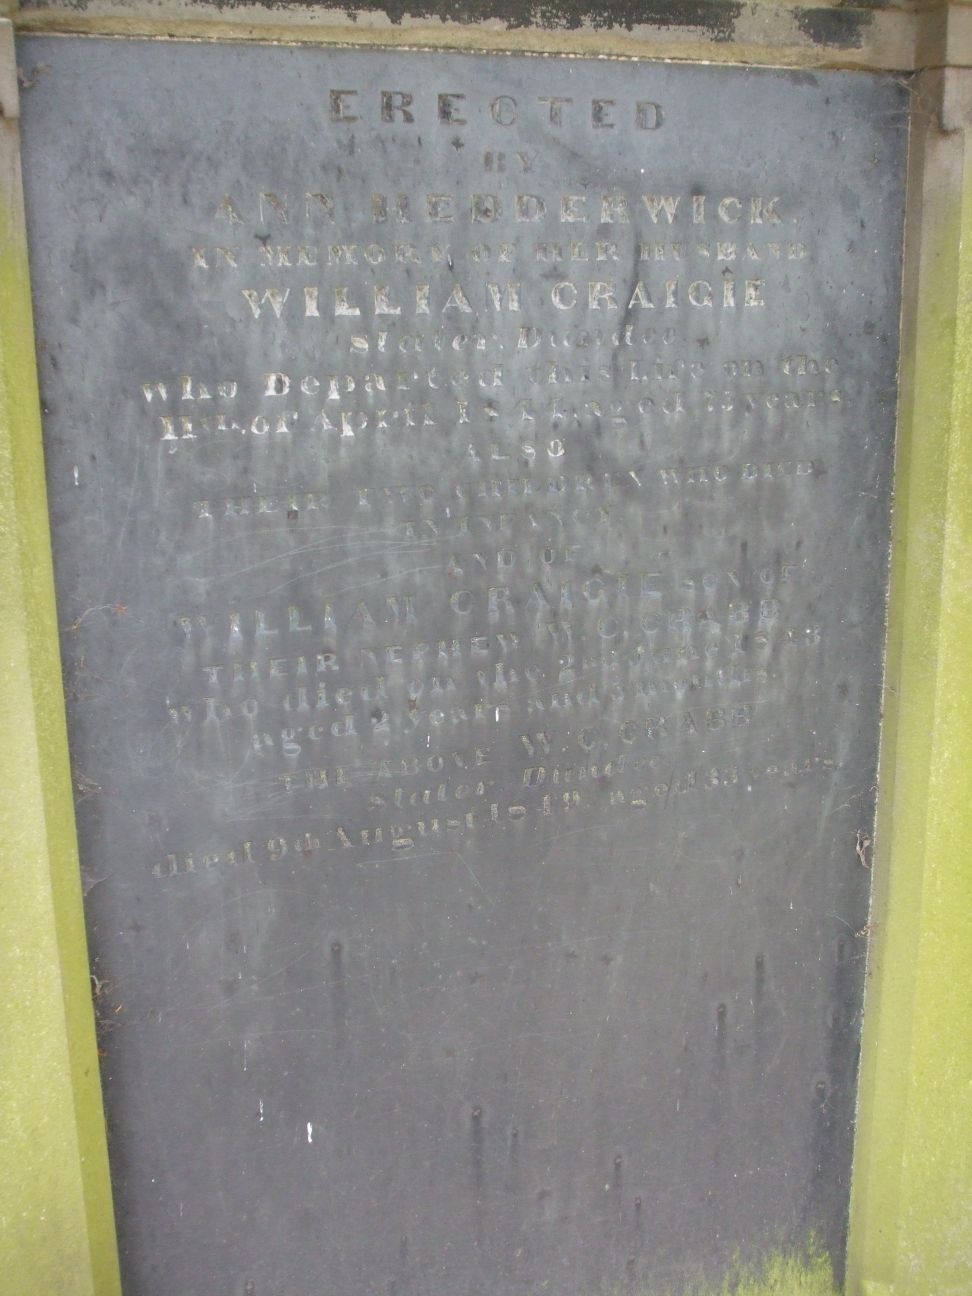 ERECTED
BY
ANN HEDDERWICK
IN MEMORY OF HER HUSBAND
WILLIAM CRAIGIE
Slater, Dundee
who Departed this Life on the
of April aged years
ALSO
THEIR TWO CHILDREN WHO DIED
IN INFANCY
AND OF
WILLIAM CRAIGIE SON OF
THEIR NEPHEW W. C. CRABB
who died on the June
aged 2 years and months
THE ABOVE W. C. CRABB
slater Dundee
died 9th August 1849, aged 33 years